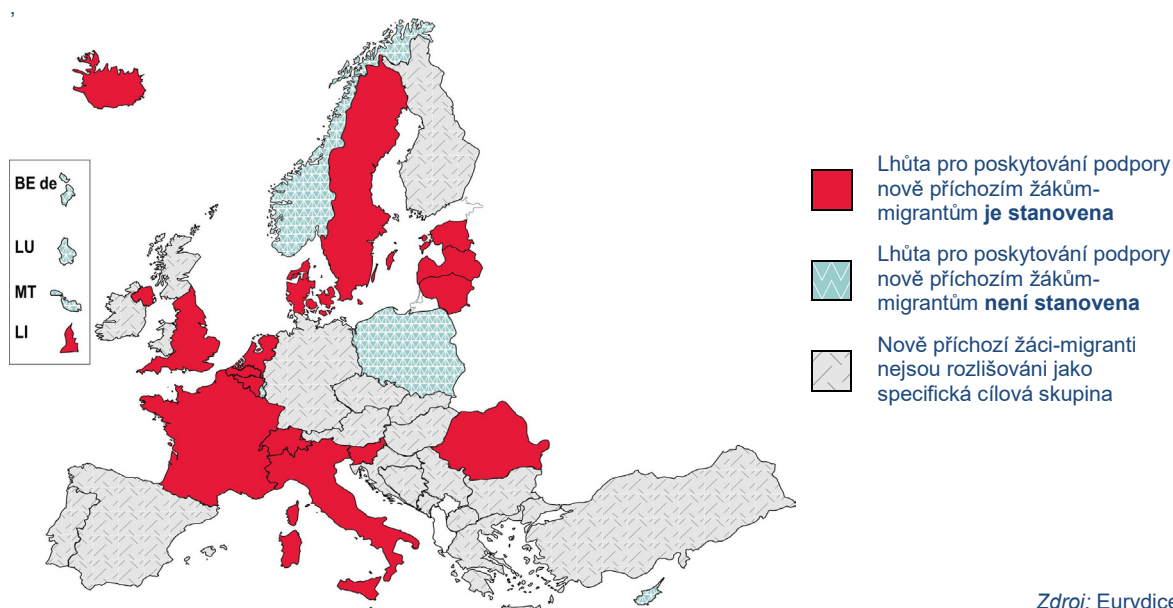 ,
BE de
LU
MT
LI
Lhůta pro poskytování podpory
nově příchozím žákům-
migrantům je stanovena
Lhůta pro poskytování podpory
nově příchozím žákům-
migrantům není stanovena
Nově příchozí žáci-migranti
nejsou rozlišováni jako
specifická cílová skupina
Zdroj: Eurydice